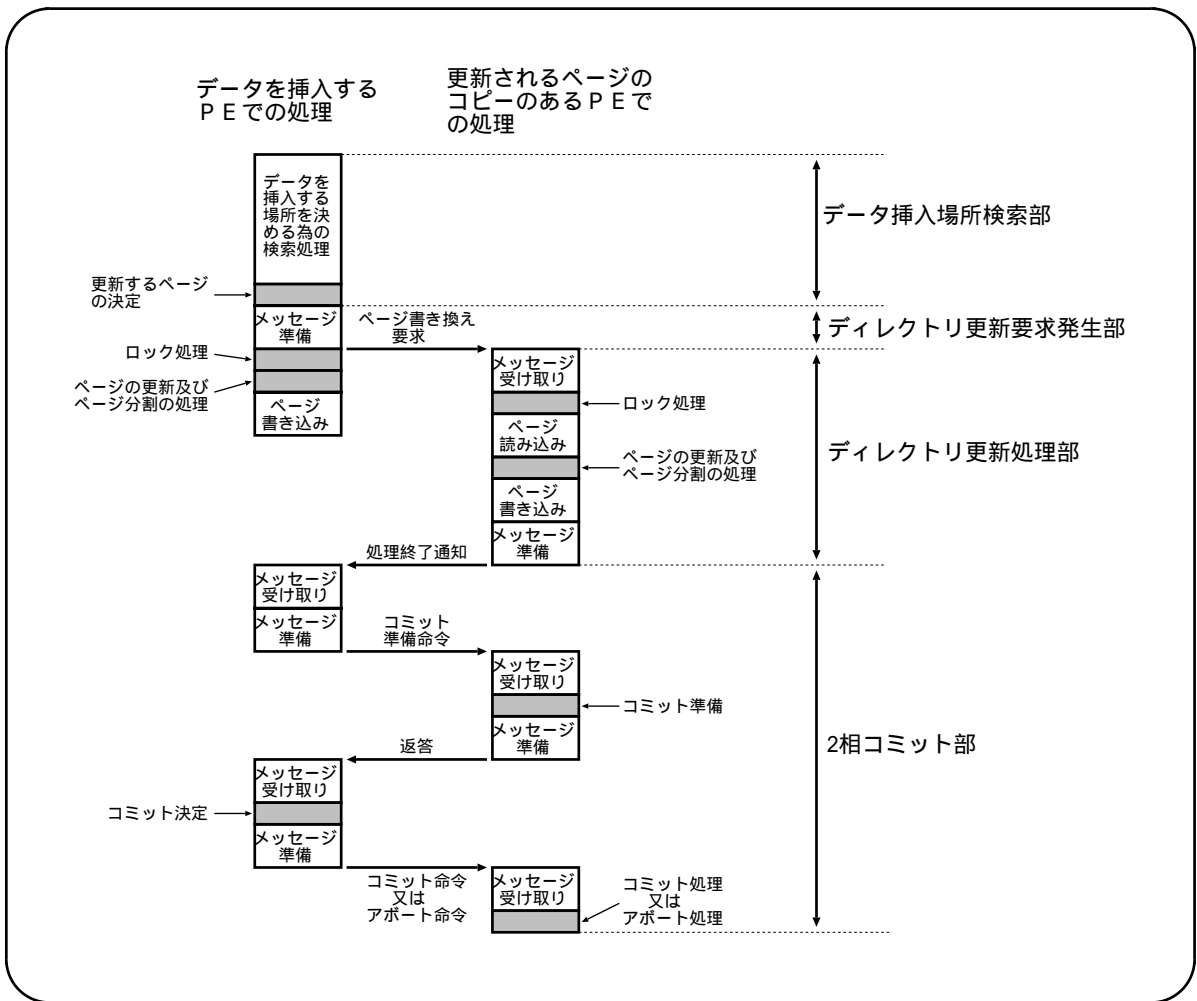 データを挿入する
ＰＥでの処理
更新されるページの
コピーのあるＰＥで
の処理
データを
挿入する
場所を決
める為の
検索処理
データ挿入場所検索部
更新するページ
の決定
メッセージ
準備
ページ書き換え
要求
ディレクトリ更新要求発生部
ロック処理
ページの更新及び
ページ分割の処理
ページ
書き込み
メッセージ
受け取り
ロック処理
ページ
読み込み
ページの更新及び
ページ分割の処理
ページ
書き込み
メッセージ
準備
ディレクトリ更新処理部
処理終了通知
メッセージ
受け取り
メッセージ
準備
コミット
準備命令
メッセージ
受け取り
コミット準備
メッセージ
準備
2相コミット部
返答
メッセージ
受け取り
コミット決定
メッセージ
準備
コミット命令
又は
アボート命令
メッセージ
受け取り
コミット処理
又は
アボート処理